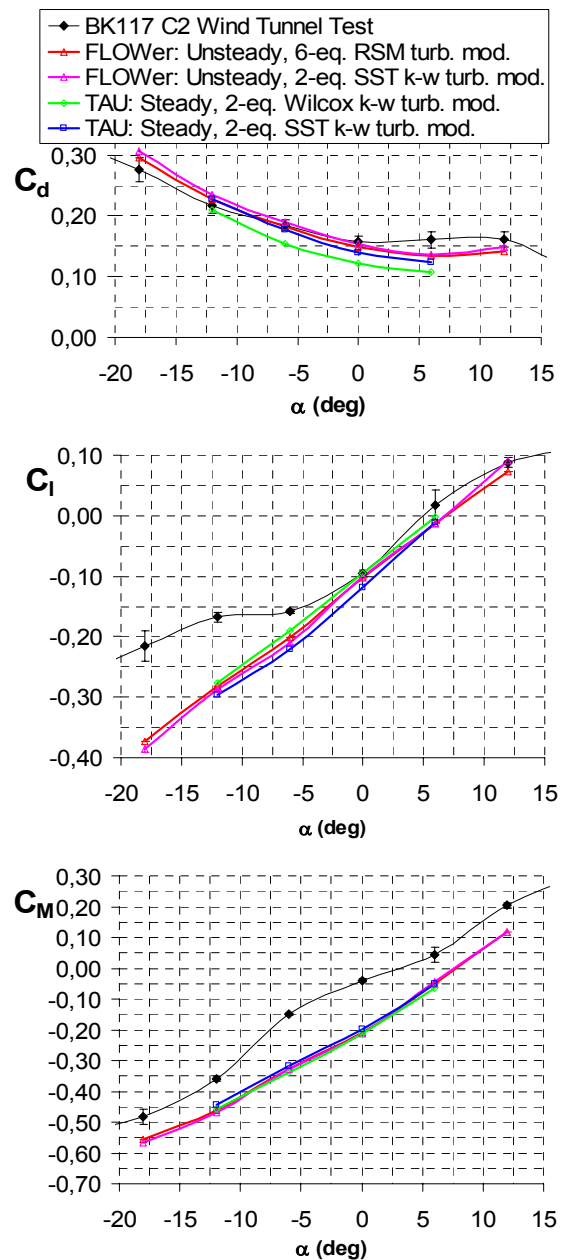 BK117 C2 Wind Tunnel Test
FLOWer: Unsteady, 6-eq. RSM turb. mod.
FLOWer: Unsteady, 2-eq. SST k-w turb. mod.
TAU: Steady, 2-eq. Wilcox k-w turb. mod.
TAU: Steady, 2-eq. SST k-w turb. mod.
Cd
0,30
0,20
0,10
0,00
-20 -15 -10 -5 0 5 10 15
α (deg)
Cl
0,10
0,00
-0,10
-0,20
-0,30
-0,40
-20 -15 -10 -5 0 5 10 15
α (deg)
CM
0,30
0,20
0,10
0,00
-0,10
-0,20
-0,30
-0,40
-0,50
-0,60
-0,70
-20 -15 -10 -5 0 5 10 15
α (deg)